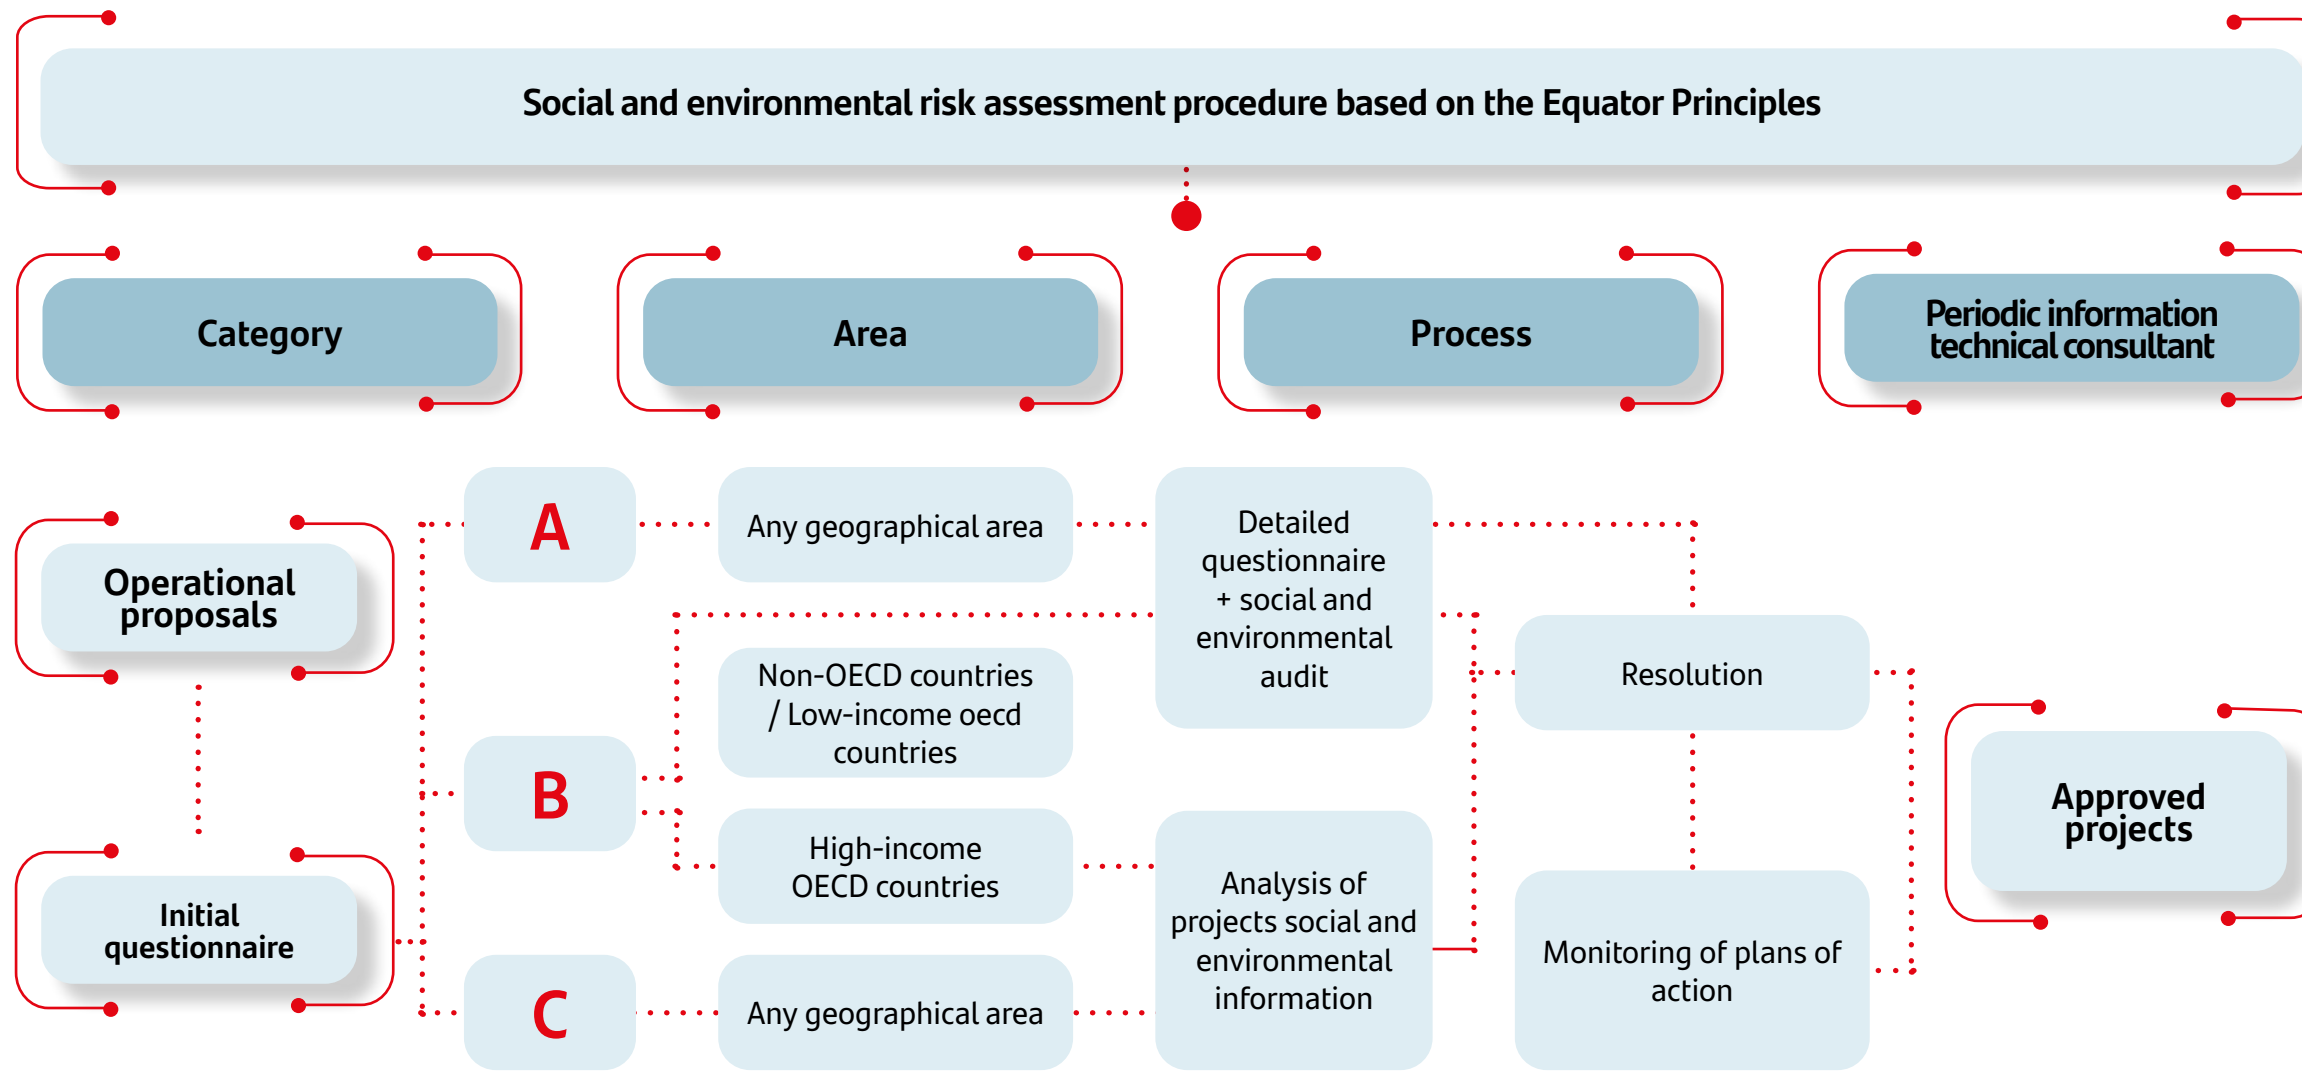 Social and environmental risk assessment procedure based on the Equator Principles
Category
Area
Process
Periodic information
technical consultant
Operational
proposals
Initial
questionnaire
A
Any geographical area
B
Non-OECD countries
/ Low-income oecd
countries
High-income
OECD countries
C
Any geographical area
Detailed
questionnaire
+ social and
environmental
audit
Analysis of
projects social and
environmental
information
Resolution
Monitoring of plans of
action
Approved
projects